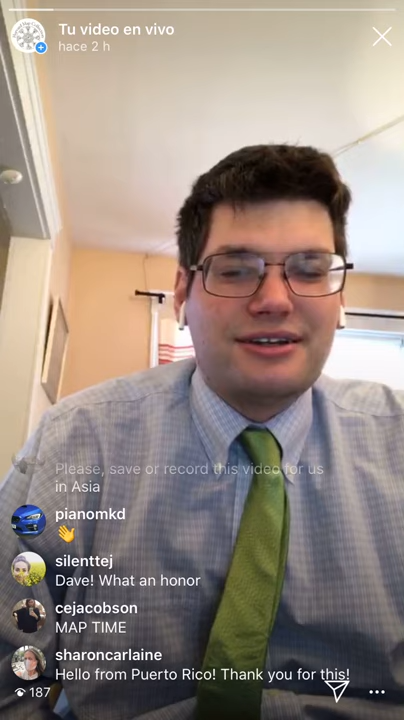 Tu video en vivo
hace 2 h
Please, save or record this video for us
in Asia
pianomkd
👋
silenttej
Dave! What an honor
cejacobson
MAP TIME
sharoncarlaine
Hello from Puerto Rico! Thank you for this!
187